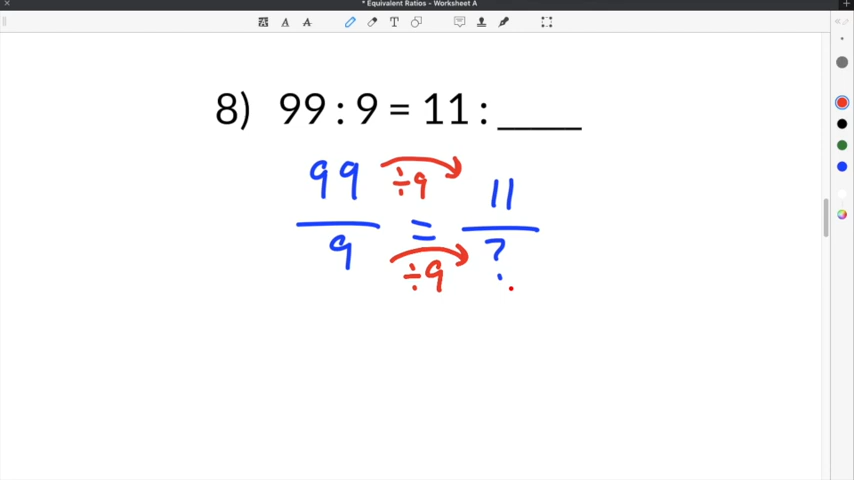 * Equivalent Ratios - Worksheet A
A A T
8) 99 : 9 = 11 : ____
99 ÷9 11
=
9 ÷9 ?